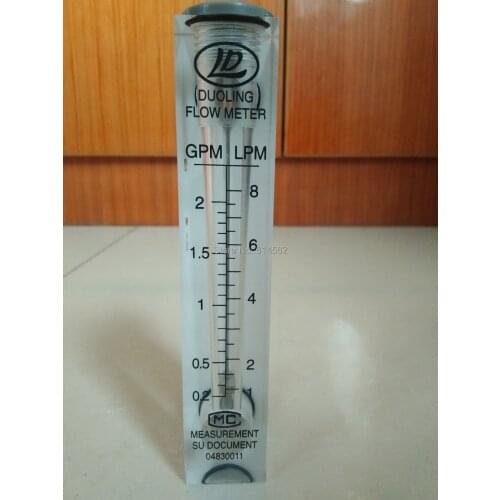 LD
(DUOLING)
FLOW METER
GPM LPM
8
2
6
1.5
1 4
0.5 2
0.2 1
MC
MEASUREMENT
SU DOCUMENT
04830011